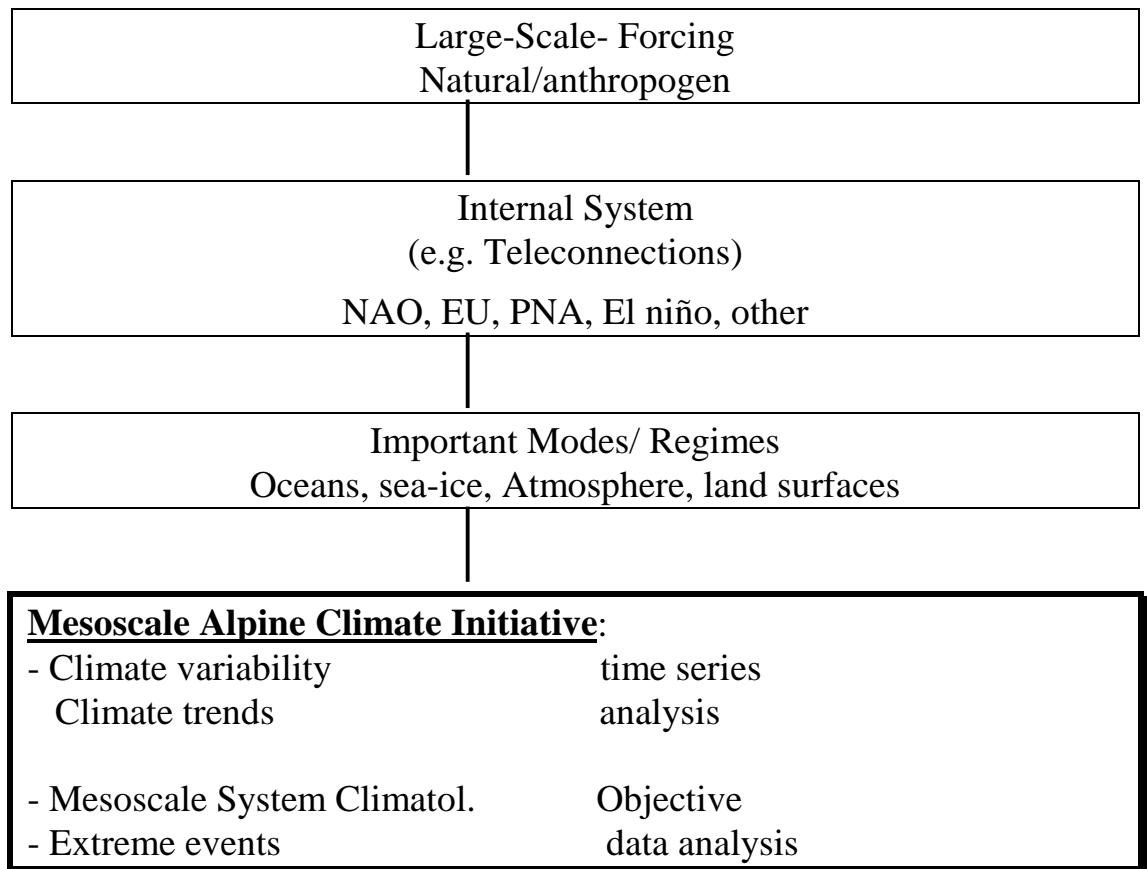 Large-Scale- Forcing
Natural/anthropogen
Internal System
(e.g. Teleconnections)
NAO, EU, PNA, El niño, other
Important Modes/ Regimes
Oceans, sea-ice, Atmosphere, land surfaces
Mesoscale Alpine Climate Initiative:
- Climate variability time series
Climate trends analysis
- Mesoscale System Climatol. Objective
- Extreme events data analysis